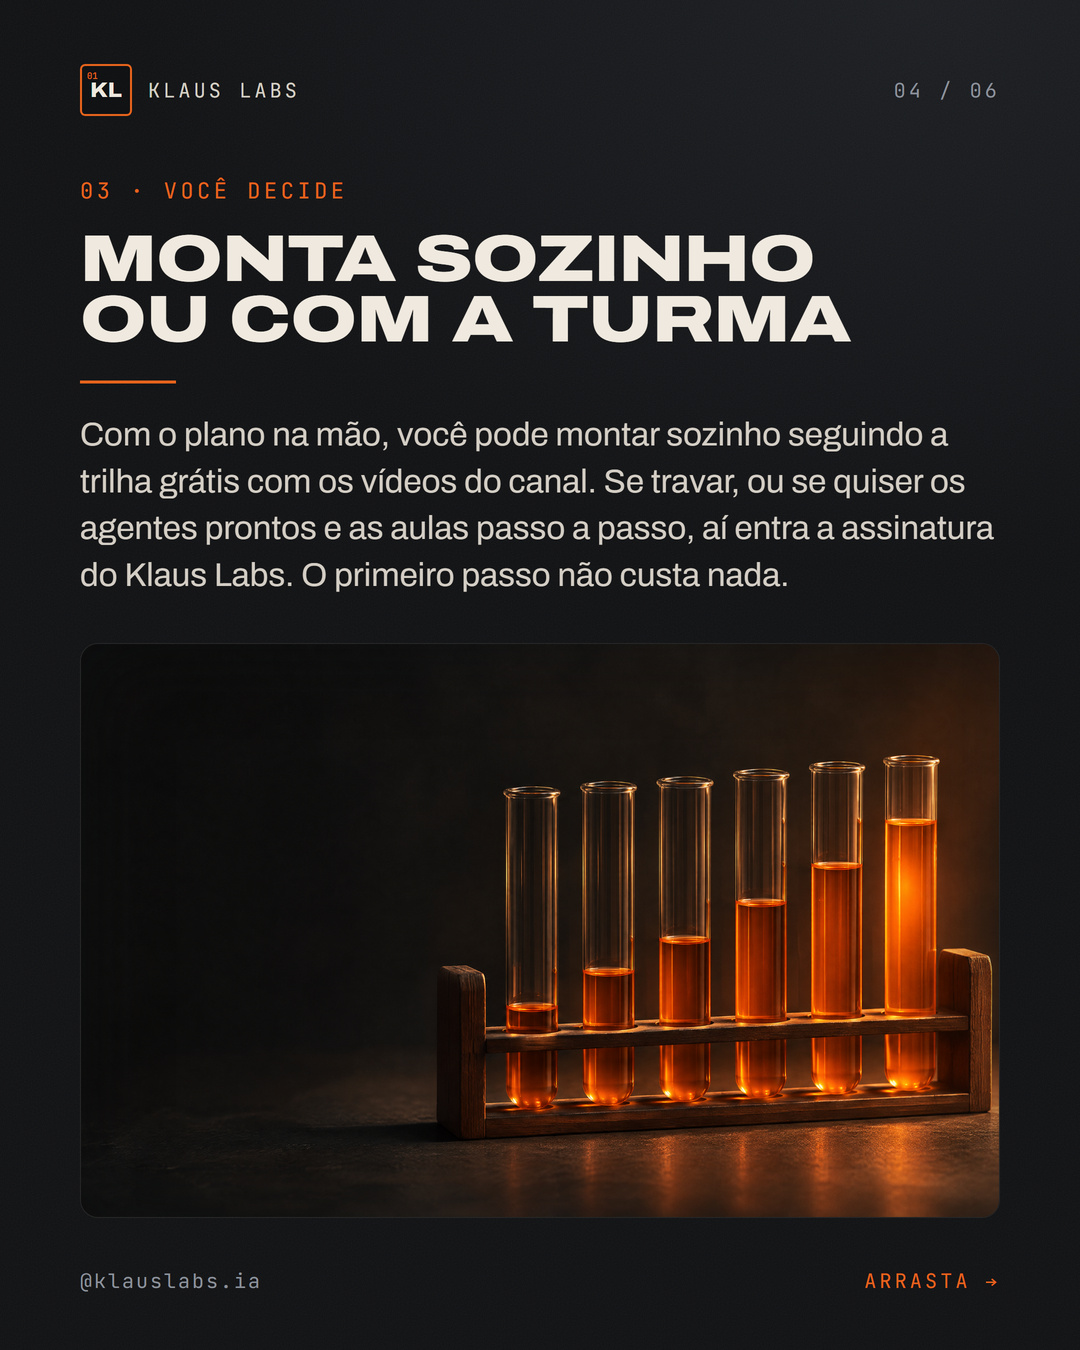 01
KL
KLAUS LABS
04 / 06
03 · VOCÊ DECIDE
MONTA SOZINHO
OU COM A TURMA
Com o plano na mão, você pode montar sozinho seguindo a
trilha grátis com os vídeos do canal. Se travar, ou se quiser os
agentes prontos e as aulas passo a passo, aí entra a assinatura
do Klaus Labs. O primeiro passo não custa nada.
@klauslabs.ia
ARRASTA →